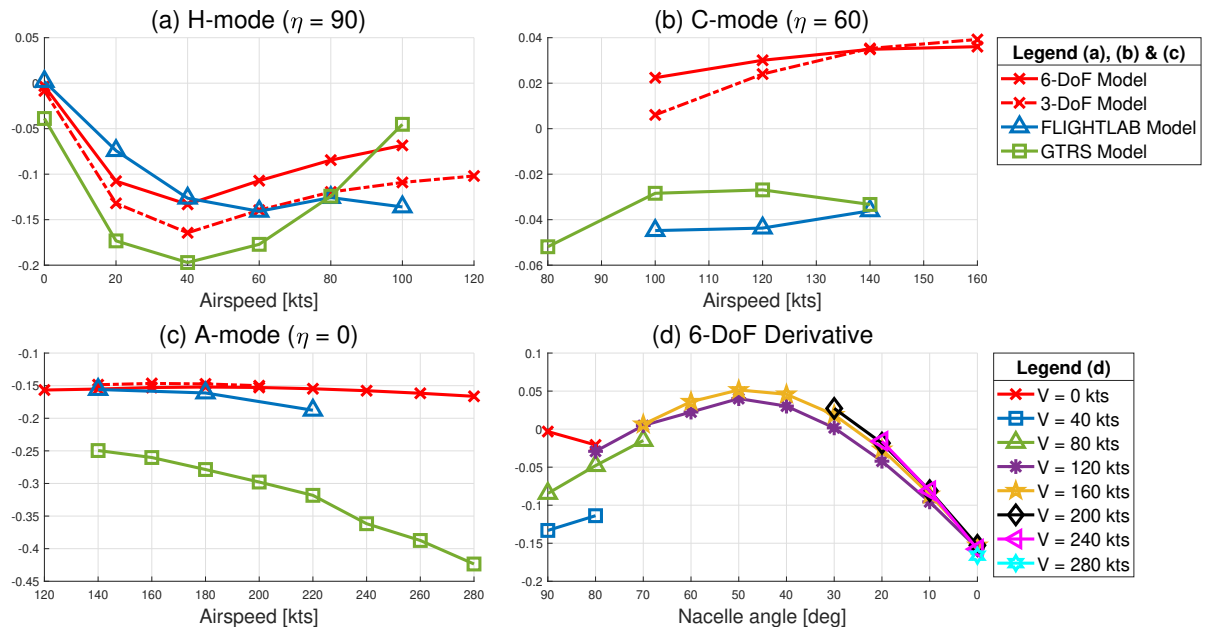 (a) H-mode (η = 90)
0.05
0
-0.05
-0.1
-0.15
-0.2
0 20 40 60 80 100 120
Airspeed [kts]
(b) C-mode (η = 60)
0.04
0.02
0
-0.02
-0.04
-0.06
80 90 100 110 120 130 140 150 160
Airspeed [kts]
Legend (a), (b) & (c)
6-DoF Model
3-DoF Model
FLIGHTLAB Model
GTRS Model
(c) A-mode (η = 0)
-0.1
-0.15
-0.2
-0.25
-0.3
-0.35
-0.4
-0.45
120 140 160 180 200 220 240 260 280
Airspeed [kts]
(d) 6-DoF Derivative
0.1
0.05
0
-0.05
-0.1
-0.15
-0.2
90 80 70 60 50 40 30 20 10 0
Nacelle angle [deg]
Legend (d)
V = 0 kts
V = 40 kts
V = 80 kts
V = 120 kts
V = 160 kts
V = 200 kts
V = 240 kts
V = 280 kts